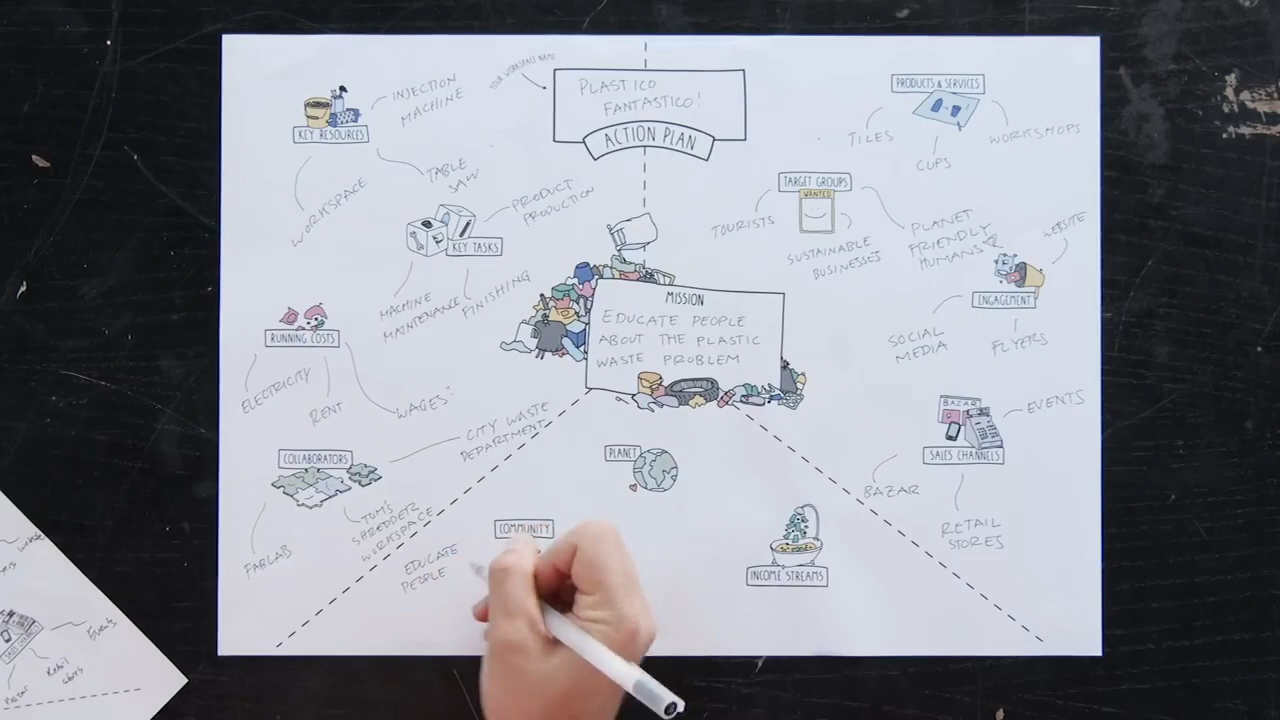 YOUR WORKSPACE NAME
PLASTICO
FANTASTICO!
ACTION PLAN
KEY RESOURCES
INJECTION
MACHINE
TABLE
SAW
WORKSPACE
KEY TASKS
PRODUCT
PRODUCTION
MACHINE
MAINTENANCE
FINISHING
RUNNING COSTS
ELECTRICITY
RENT
WAGES
COLLABORATORS
CITY WASTE
DEPARTMENT
TOM'S
SHREDDER
WORKSPACE
FABLAB
MISSION
EDUCATE PEOPLE
ABOUT THE PLASTIC
WASTE PROBLEM
PRODUCTS & SERVICES
TILES
CUPS
WORKSHOPS
TARGET GROUPS
WANTED
TOURISTS
SUSTAINABLE
BUSINESSES
PLANET
FRIENDLY
HUMANS
ENGAGEMENT
WEBSITE
SOCIAL
MEDIA
FLYERS
BAZAR
SALES CHANNELS
EVENTS
BAZAR
RETAIL
STORES
PLANET
COMMUNITY
EDUCATE
PEOPLE
INCOME STREAMS
website
SALES CHANNELS
Events
Retail